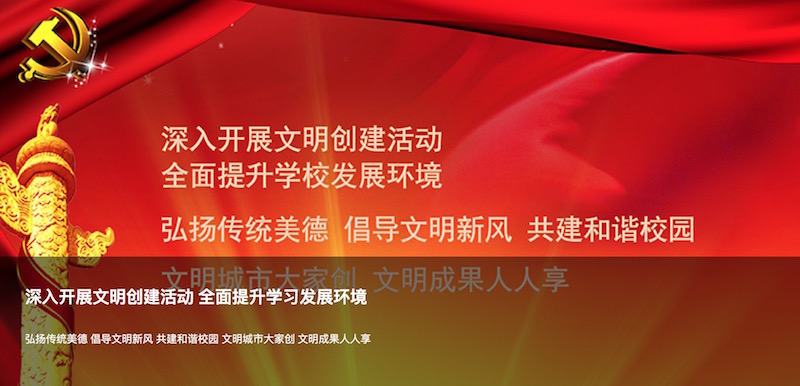 深入开展文明创建活动
全面提升学校发展环境
弘扬传统美德 倡导文明新风 共建和谐校园
文明城市大家创 文明成果人人享
深入开展文明创建活动 全面提升学习发展环境
弘扬传统美德 倡导文明新风 共建和谐校园 文明城市大家创 文明成果人人享